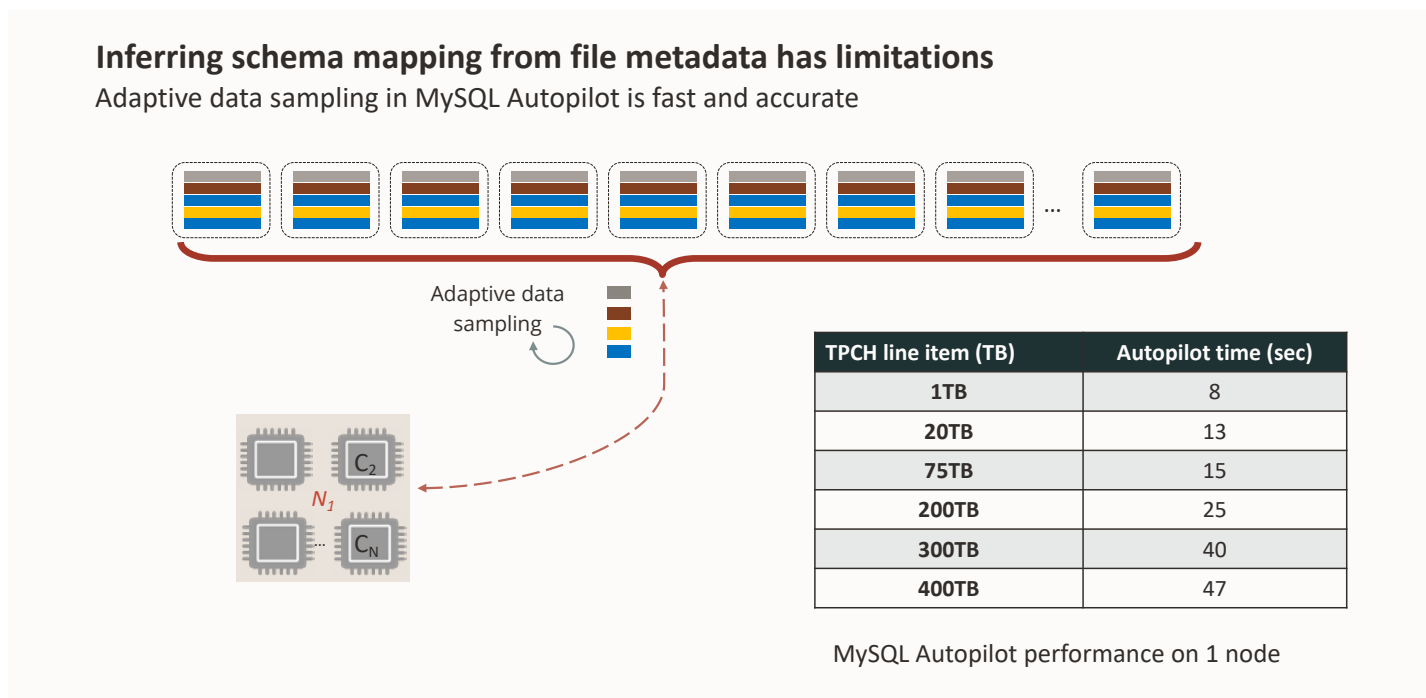 Inferring schema mapping from file metadata has limitations
Adaptive data sampling in MySQL Autopilot is fast and accurate
...
Adaptive data
sampling
TPCH line item (TB) Autopilot time (sec)
1TB 8
20TB 13
75TB 15
200TB 25
300TB 40
400TB 47
C2
N1
... CN
MySQL Autopilot performance on 1 node